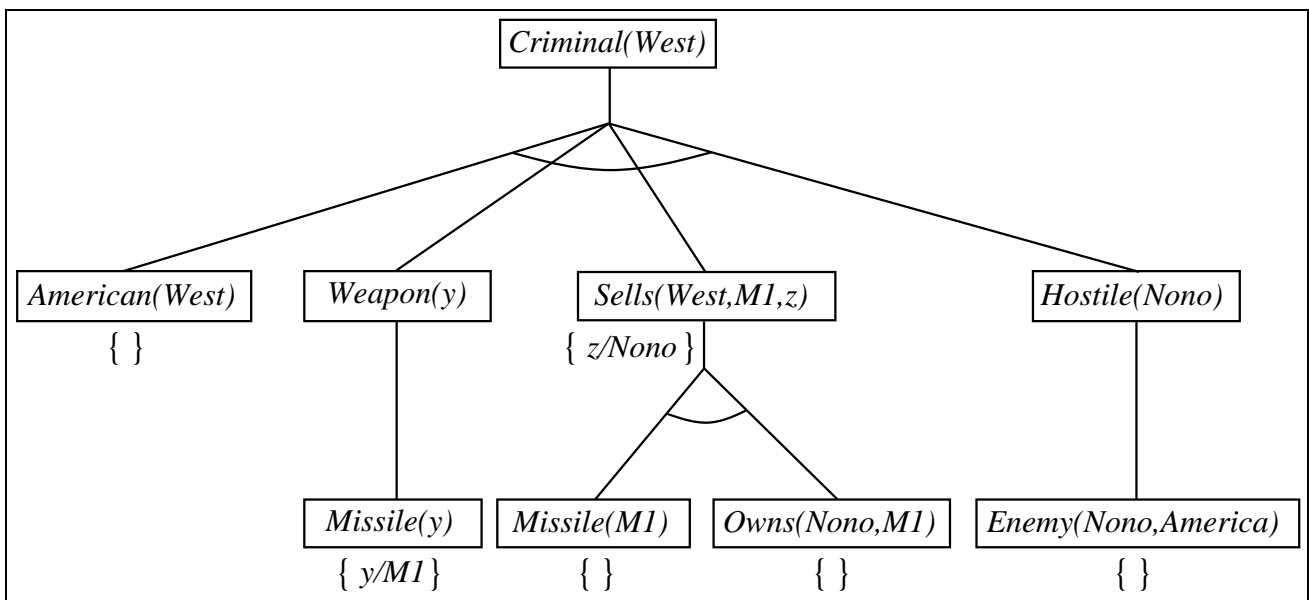 Criminal(West)
American(West)
Weapon(y)
Sells(West,M1,z)
Hostile(Nono)
{ }
{ z/Nono }
Missile(y)
Missile(M1)
Owns(Nono,M1)
Enemy(Nono,America)
{ y/M1 }
{ }
{ }
{ }